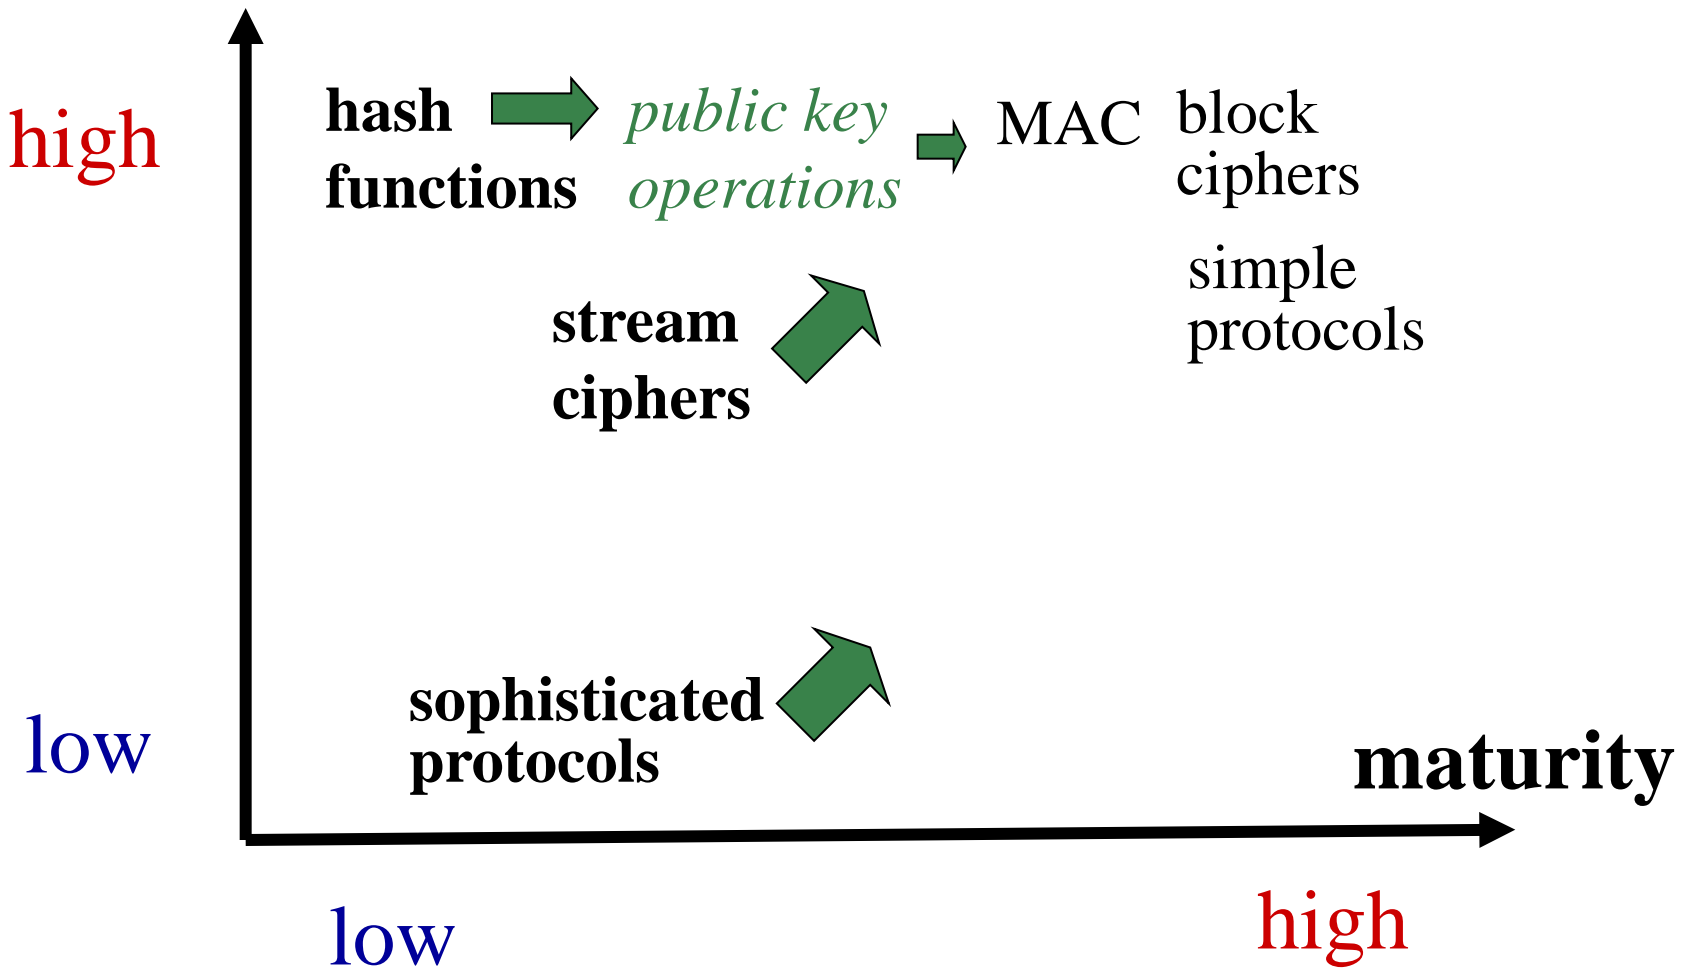 high
hash
functions
public key
operations
MAC
block
ciphers
simple
protocols
stream
ciphers
sophisticated
protocols
low
maturity
low
high